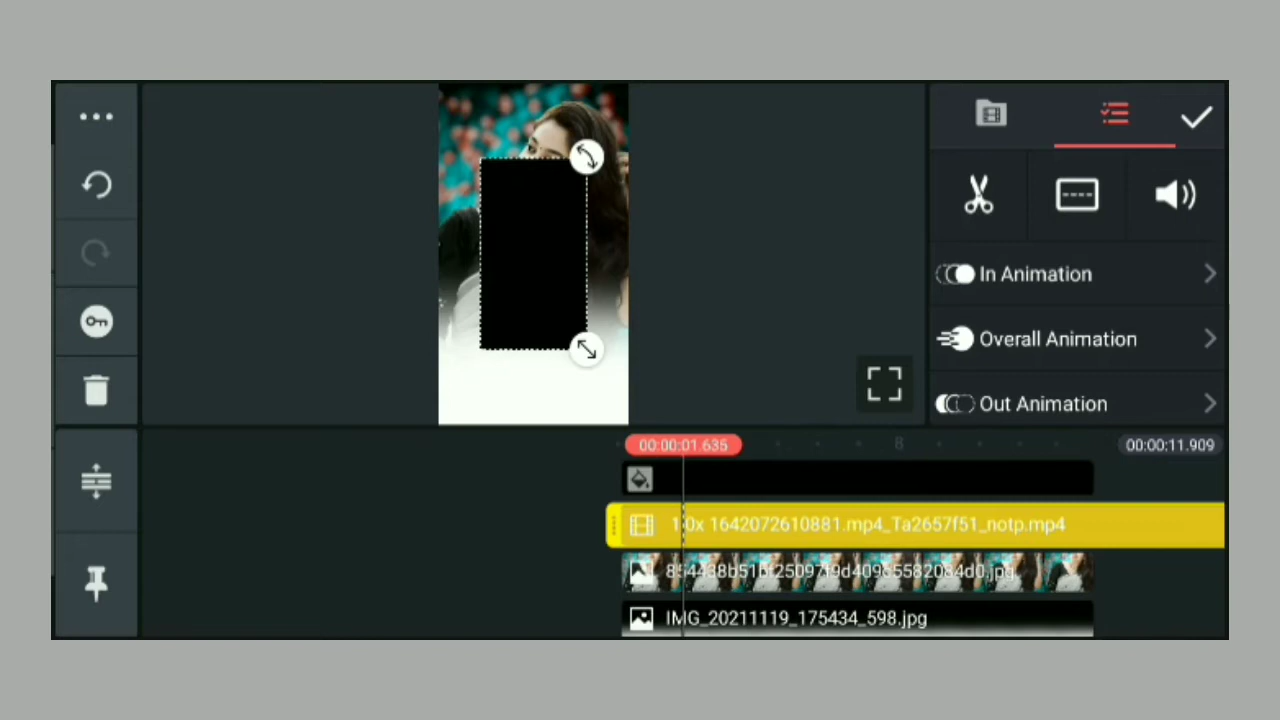 In Animation
Overall Animation
Out Animation
00:00:01.635
8
00:00:11.909
1.0x 1642072610881.mp4_Ta2657f51_notp.mp4
IMG_20211119_175434_598.jpg